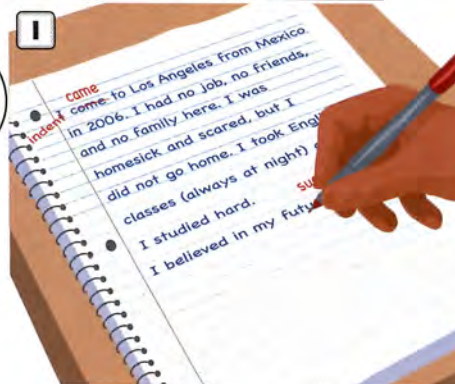 I
came
indent
come to Los Angeles from Mexico
in 2006. I had no job, no friends,
and no family here. I was
homesick and scared, but I
did not go home. I took Engl
classes (always at night)
su
I studied hard.
I believed in my futu